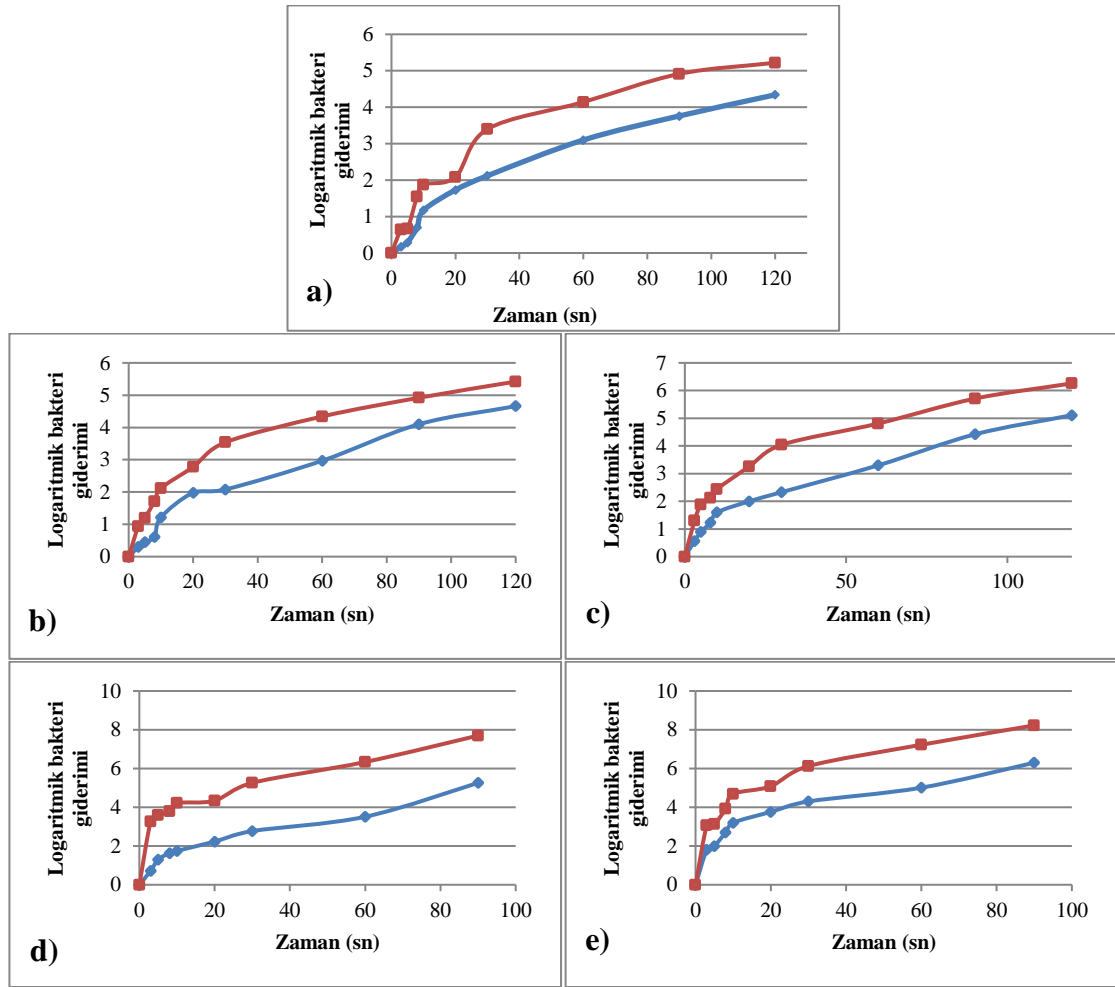 6
5
4
3
2
1
0
0 20 40 60 80 100 120
Logaritmik bakteri
giderimi
Zaman (sn)
a)
6
5
4
3
2
1
0
0 20 40 60 80 100 120
Logaritmik bakteri
giderimi
Zaman (sn)
b)
7
6
5
4
3
2
1
0
0 50 100
Logaritmik bakteri
giderimi
Zaman (sn)
c)
10
8
6
4
2
0
0 20 40 60 80 100
Logaritmik bakteri
giderimi
Zaman (sn)
d)
10
8
6
4
2
0
0 20 40 60 80 100
Logaritmik bakteri
giderimi
Zaman (sn)
e)